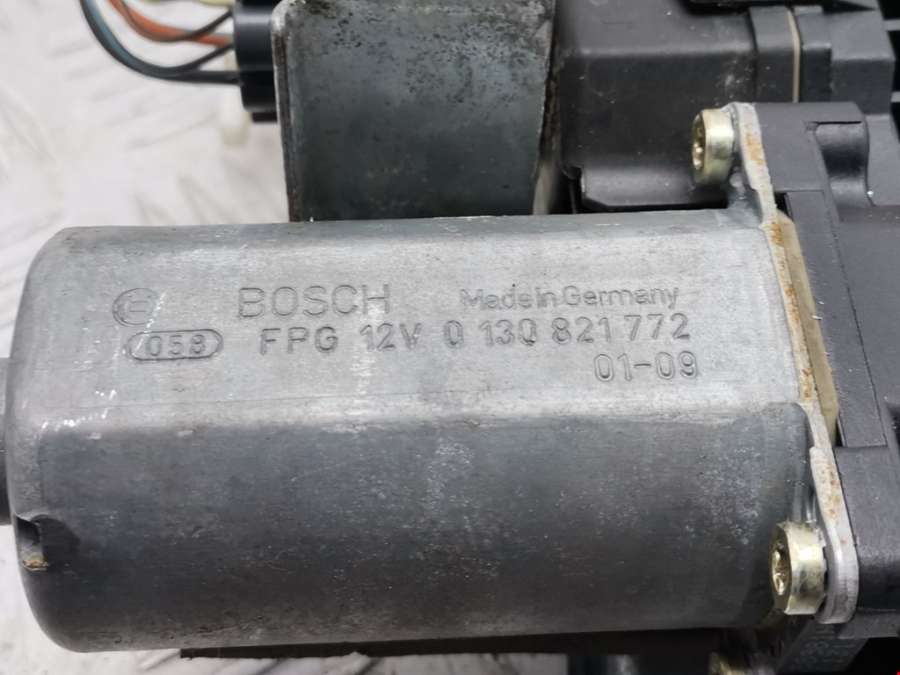 BOSCH Made in Germany
058 FPG 12V 0 130 821 772
01-09